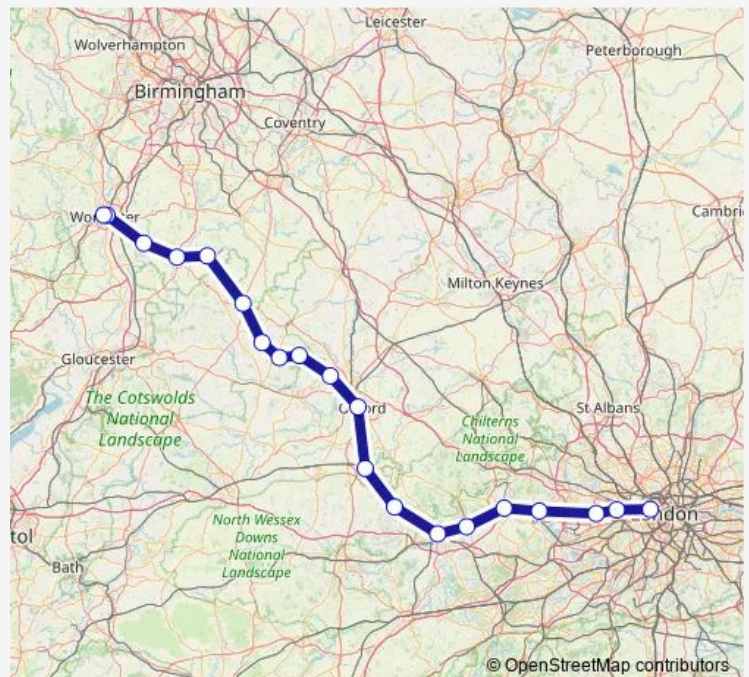 Leicester
Wolverhampton
Peterborough
Birmingham
Coventry
Milton Keynes
Gloucester
The Cotswolds
National
Landscape
Chilterns
National
Landscape
St Albans
North Wessex
Downs
National
Landscape
Bath
© OpenStreetMap contributors